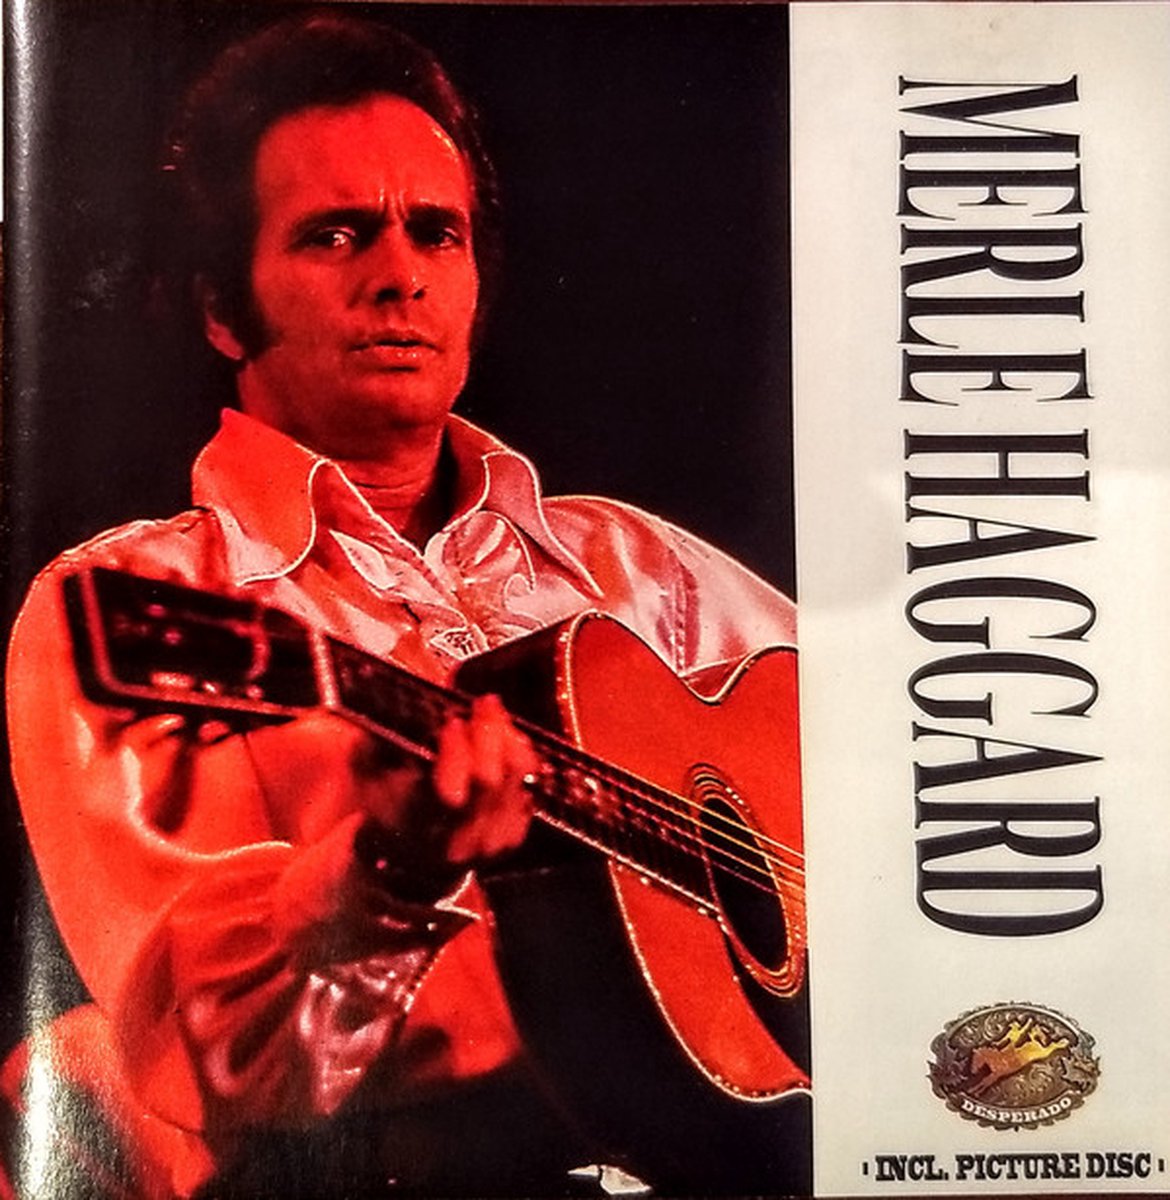 MERLE HAGGARD
DESPERADO
INCL. PICTURE DISC